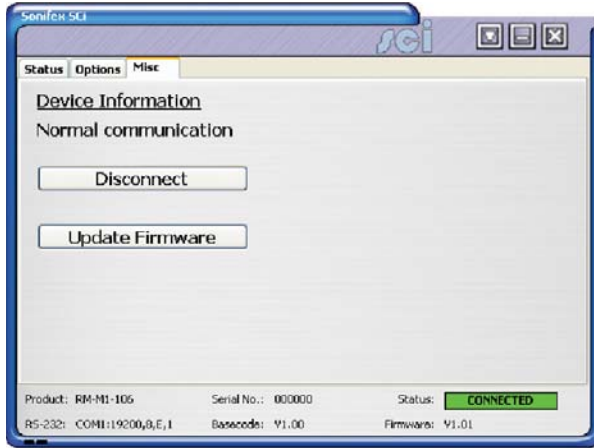 Sonifex SCi
sci
Status Options Misc
Device Information
Normal communication
Disconnect
Update Firmware
Product: RM-M1-106 Serial No.: 000000 Status: CONNECTED
RS-232: COM1:19200,8,E,1 Basecode: V1.00 Firmware: V1.01